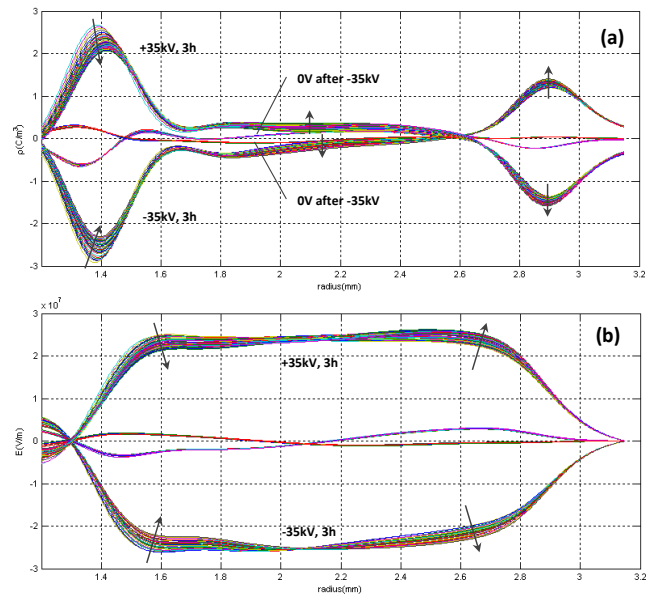 3
(a)
+35kV, 3h
2
0V after -35kV
1
ρ(C/m³)
0
-1
0V after -35kV
-2
-35kV, 3h
-3
1.4 1.6 1.8 2 2.2 2.4 2.6 2.8 3 3.2
radius(mm)
x 10⁷
3
(b)
2
+35kV, 3h
1
E(V/m)
0
-1
-2
-35kV, 3h
-3
1.4 1.6 1.8 2 2.2 2.4 2.6 2.8 3 3.2
radius(mm)